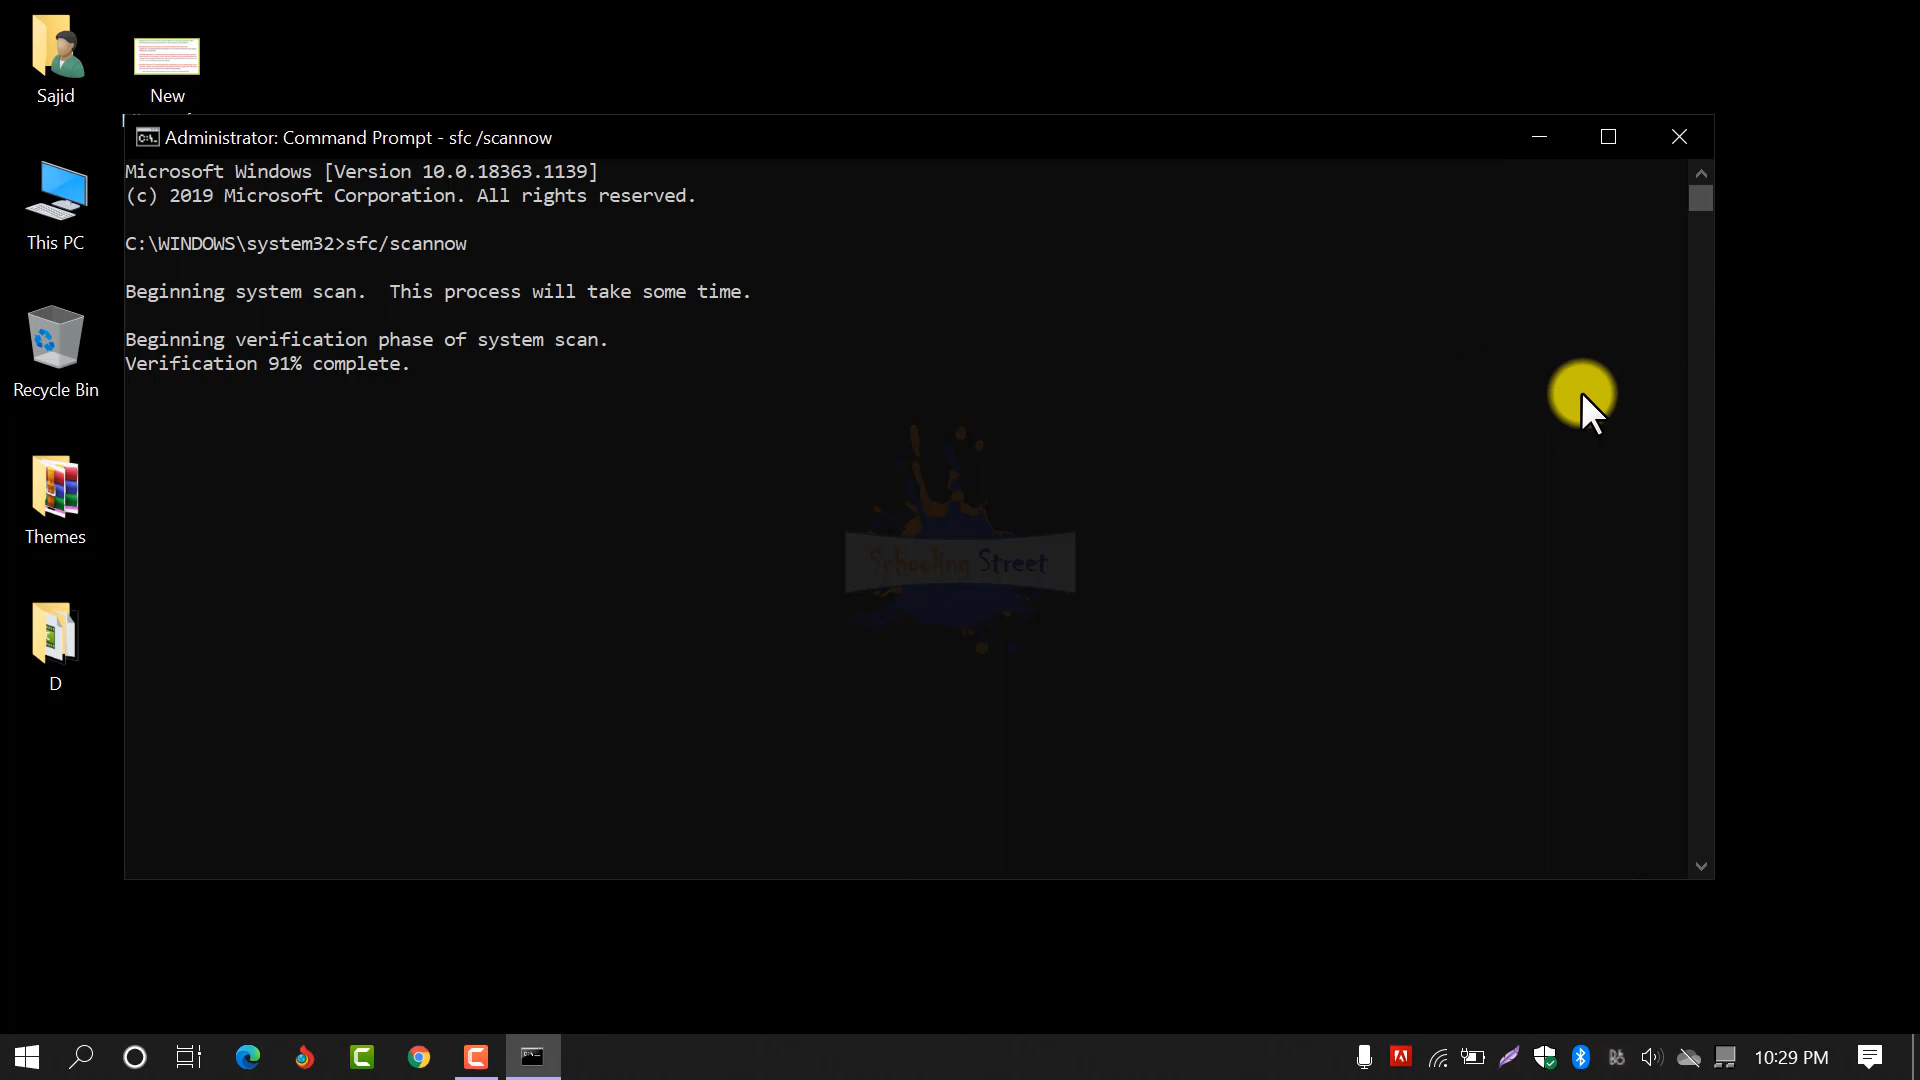 Sajid
New
Administrator: Command Prompt - sfc /scannow
Microsoft Windows [Version 10.0.18363.1139]
(c) 2019 Microsoft Corporation. All rights reserved.
C:\WINDOWS\system32>sfc/scannow
Beginning system scan.  This process will take some time.
Beginning verification phase of system scan.
Verification 91% complete.
This PC
Recycle Bin
Themes
D
Schooling Street
10:29 PM